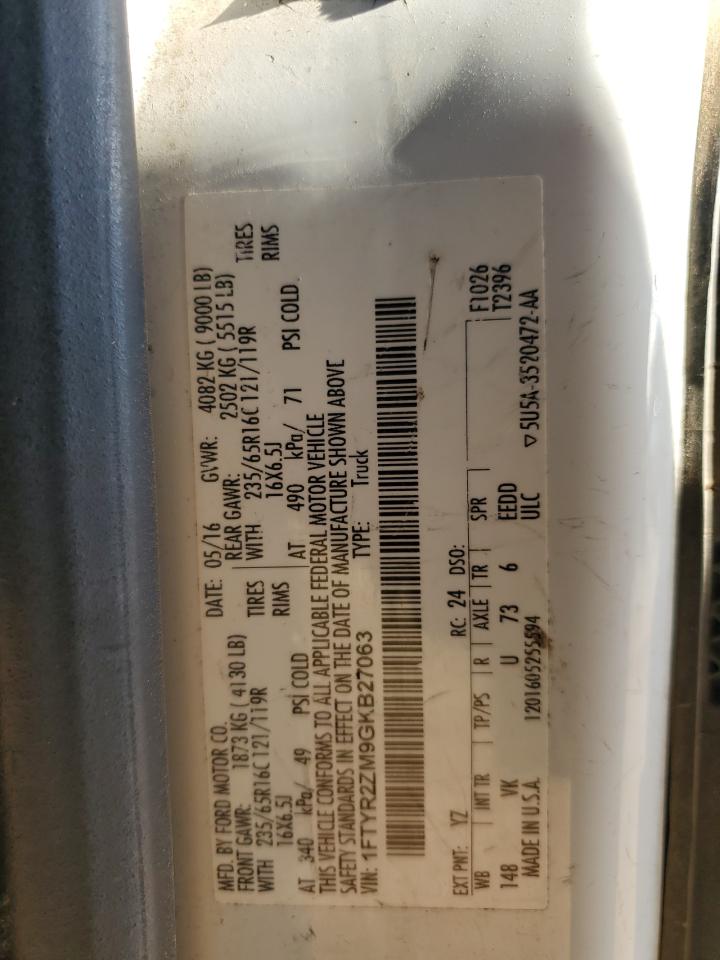 MFD. BY FORD MOTOR CO.
DATE: 05/16 GVWR: 4082 KG ( 9000 LB)
FRONT GAWR: 1873 KG ( 4130 LB)
REAR GAWR: 2502 KG ( 5515 LB)
WITH 235/65R16C 121/119R TIRES
WITH 235/65R16C 121/119R TIRES
16X6.5J RIMS
16X6.5J RIMS
AT 340 kPa/ 49 PSI COLD
AT 490 kPa/ 71 PSI COLD
THIS VEHICLE CONFORMS TO ALL APPLICABLE FEDERAL MOTOR VEHICLE
SAFETY STANDARDS IN EFFECT ON THE DATE OF MANUFACTURE SHOWN ABOVE
VIN: 1FTYR2ZM9GKB27063
TYPE: Truck
EXT PNT: YZ RC: 24 DSO:
WB INT TR TP/PS R AXLE TR SPR F1026
148 VK U 73 6 EEDD T2396
ULC
MADE IN U.S.A. ▽5U5A-3520472-AA